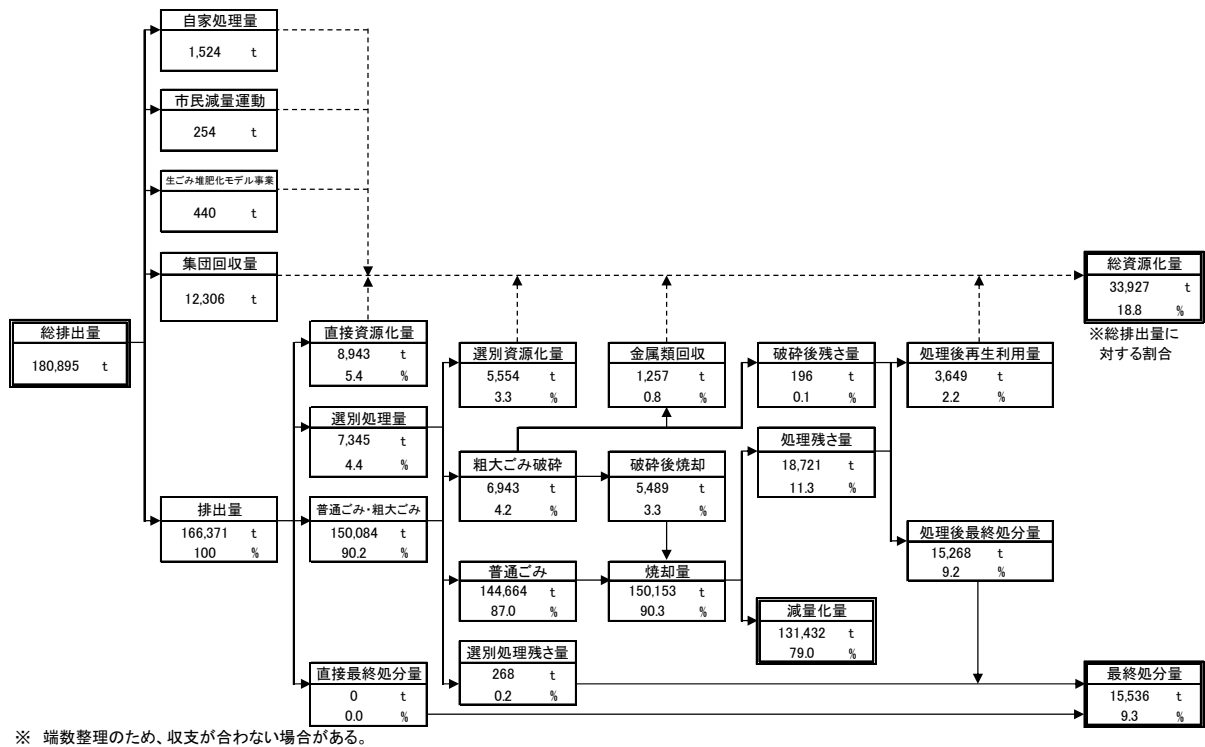 自家処理量
1,524 t
市民減量運動
254 t
生ごみ堆肥化モデル事業
440 t
集団回収量
12,306 t
総資源化量
33,927 t
18.8 %
※総排出量に
対する割合
総排出量
180,895 t
直接資源化量
8,943 t
5.4 %
選別資源化量
5,554 t
3.3 %
金属類回収
1,257 t
0.8 %
破砕後残さ量
196 t
0.1 %
処理後再生利用量
3,649 t
2.2 %
選別処理量
7,345 t
4.4 %
粗大ごみ破砕
6,943 t
4.2 %
破砕後焼却
5,489 t
3.3 %
処理残さ量
18,721 t
11.3 %
排出量
166,371 t
100 %
普通ごみ・粗大ごみ
150,084 t
90.2 %
処理後最終処分量
15,268 t
9.2 %
普通ごみ
144,664 t
87.0 %
焼却量
150,153 t
90.3 %
減量化量
131,432 t
79.0 %
直接最終処分量
0 t
0.0 %
選別処理残さ量
268 t
0.2 %
最終処分量
15,536 t
9.3 %
※ 端数整理のため、収支が合わない場合がある。